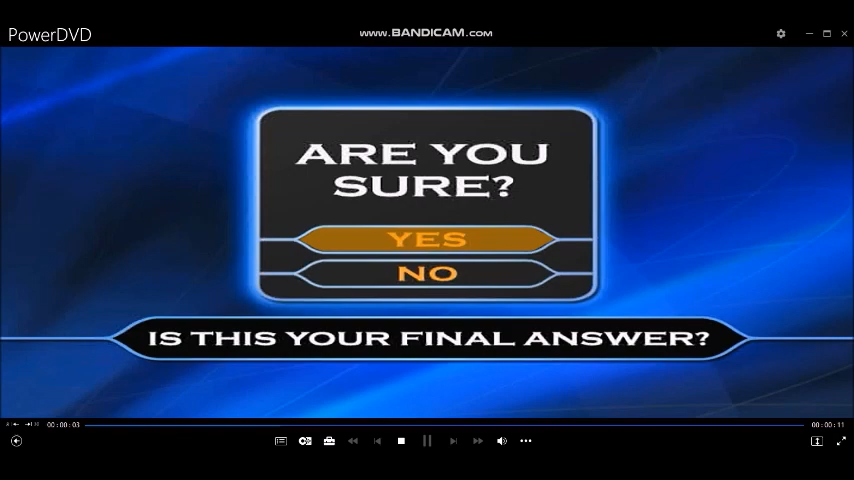 PowerDVD
www.BANDICAM.com
ARE YOU
SURE?
YES
NO
IS THIS YOUR FINAL ANSWER?
00:00:03
00:00:11